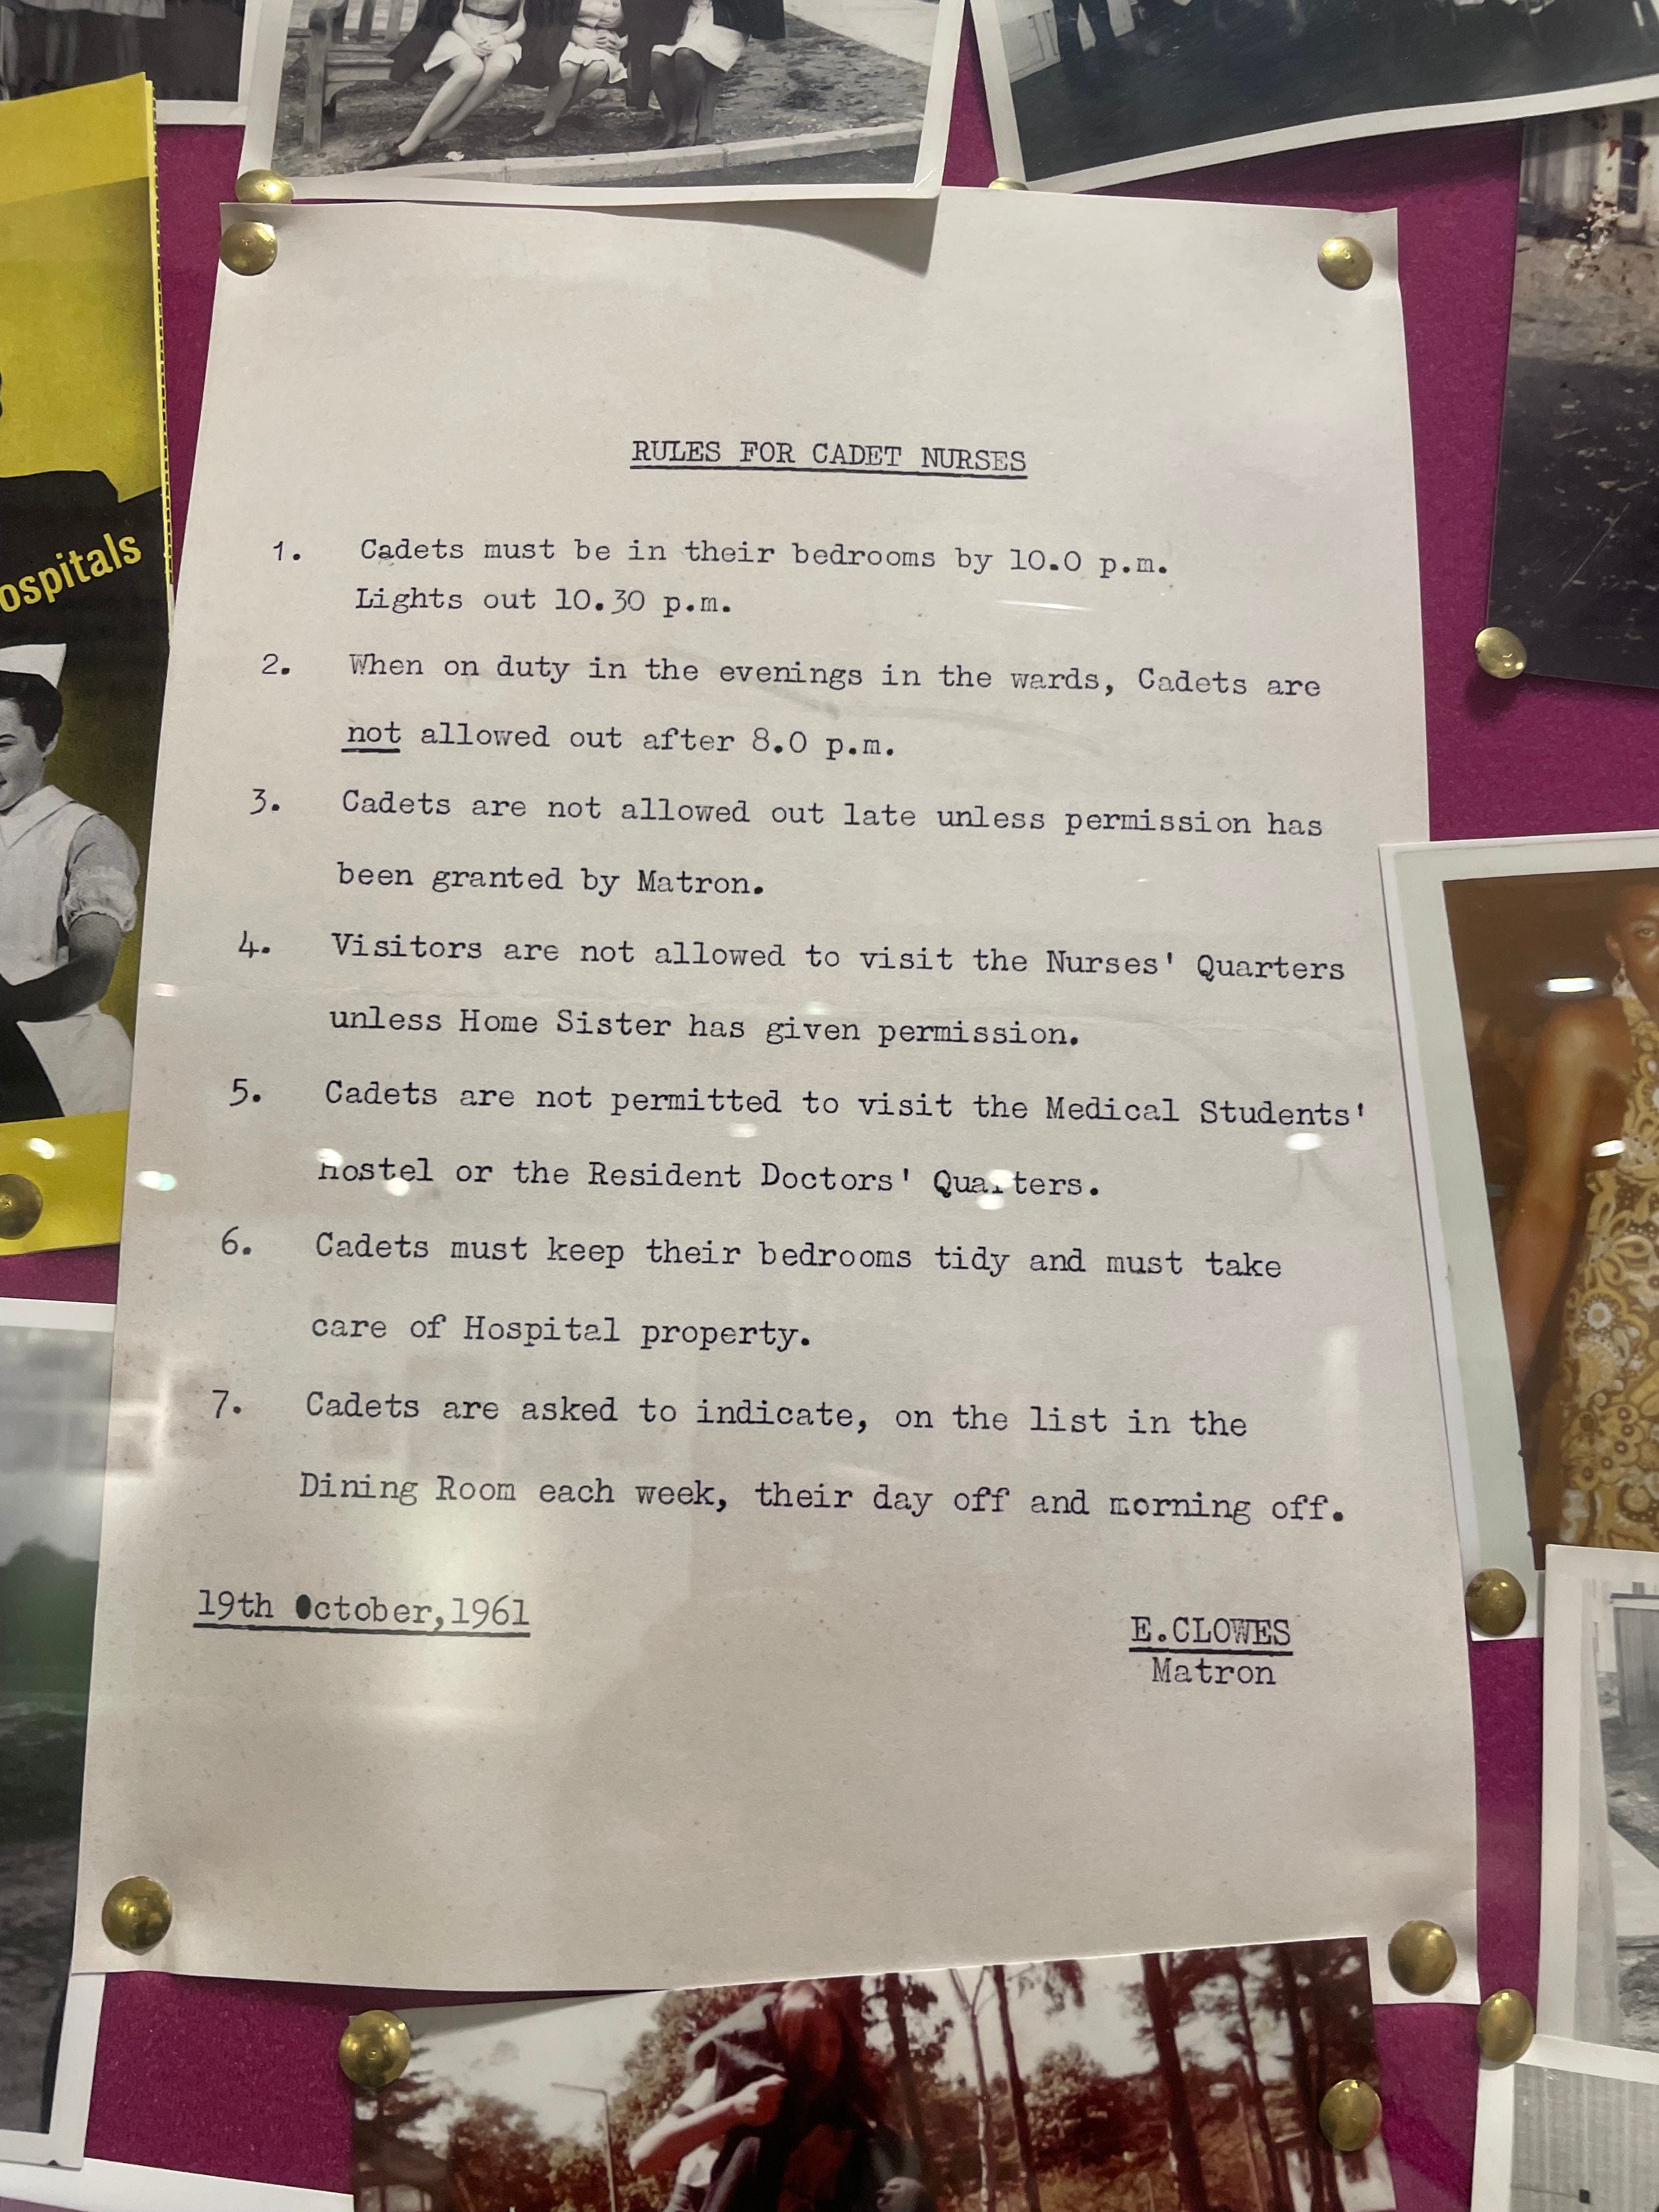 ospitals
RULES FOR CADET NURSES
1. Cadets must be in their bedrooms by 10.0 p.m.
Lights out 10.30 p.m.
2. When on duty in the evenings in the wards, Cadets are
not allowed out after 8.0 p.m.
3. Cadets are not allowed out late unless permission has
been granted by Matron.
4. Visitors are not allowed to visit the Nurses' Quarters
unless Home Sister has given permission.
5. Cadets are not permitted to visit the Medical Students'
Hostel or the Resident Doctors' Quarters.
6. Cadets must keep their bedrooms tidy and must take
care of Hospital property.
7. Cadets are asked to indicate, on the list in the
Dining Room each week, their day off and morning off.
19th October,1961
E.CLOWES
Matron